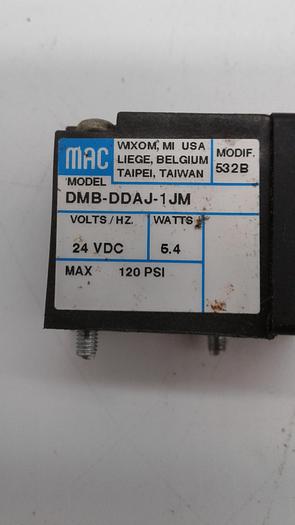 MAC
WIXOM, MI USA
LIEGE, BELGIUM
TAIPEI, TAIWAN
MODIF.
532B
MODEL
DMB-DDAJ-1JM
VOLTS/HZ.
WATTS
24 VDC
5.4
MAX 120 PSI